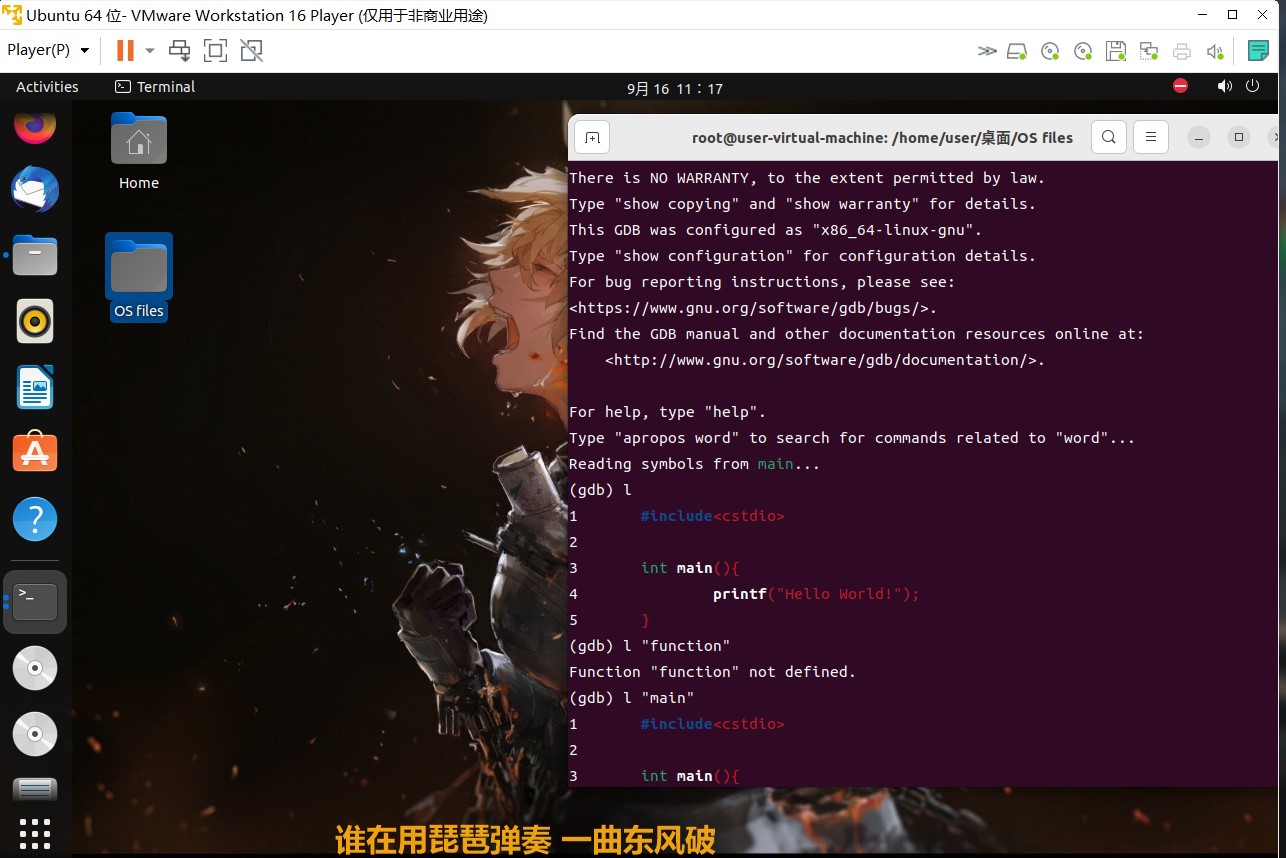 Ubuntu 64 位- VMware Workstation 16 Player (仅用于非商业用途)
Player(P)
Activities
Terminal
9月 16 11：17
Home
OS files
root@user-virtual-machine: /home/user/桌面/OS files
There is NO WARRANTY, to the extent permitted by law.
Type "show copying" and "show warranty" for details.
This GDB was configured as "x86_64-linux-gnu".
Type "show configuration" for configuration details.
For bug reporting instructions, please see:
<https://www.gnu.org/software/gdb/bugs/>.
Find the GDB manual and other documentation resources online at:
    <http://www.gnu.org/software/gdb/documentation/>.
For help, type "help".
Type "apropos word" to search for commands related to "word"...
Reading symbols from main...
(gdb) l
1       #include<cstdio>
2
3       int main(){
4               printf("Hello World!");
5       }
(gdb) l "function"
Function "function" not defined.
(gdb) l "main"
1       #include<cstdio>
2
3       int main(){
谁在用琵琶弹奏 一曲东风破